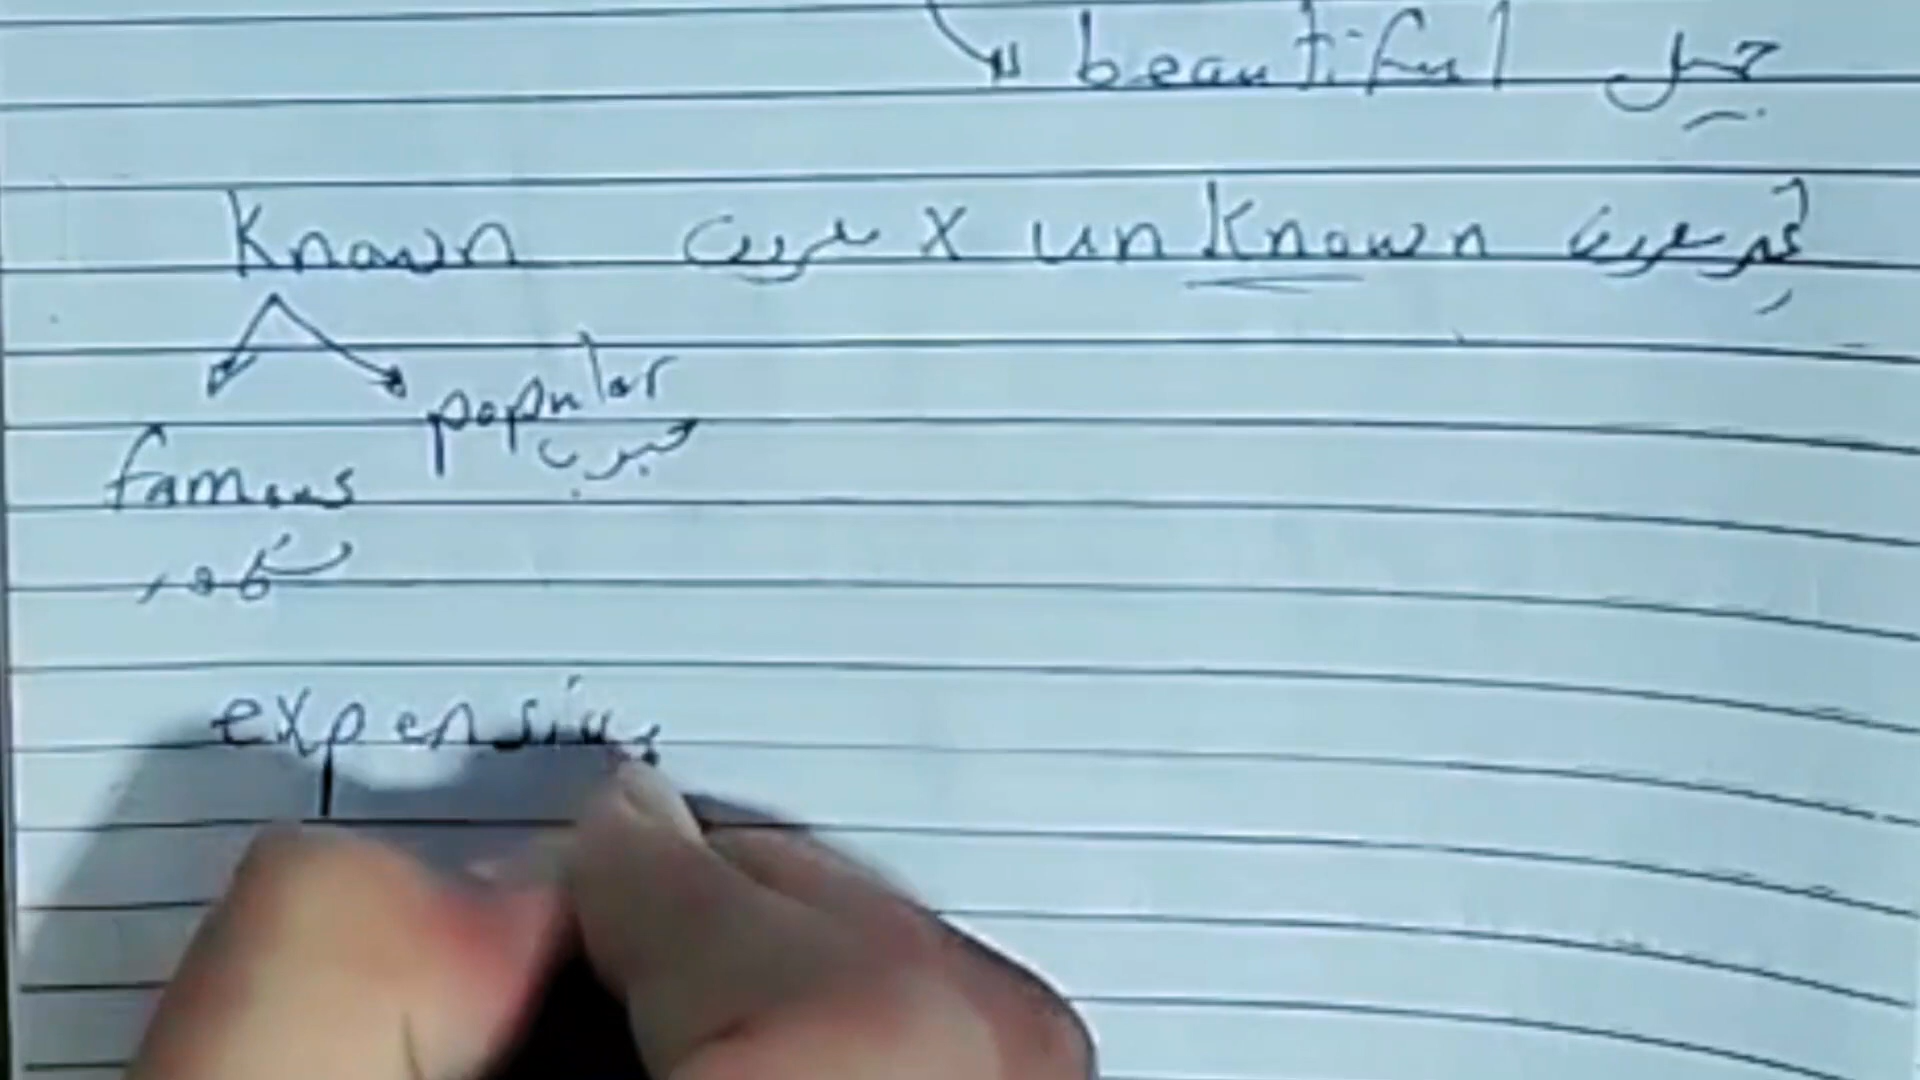 beautiful جميل
known معروف X unknown غير معروف
popular
محبوب
famous
مشهور
expensive